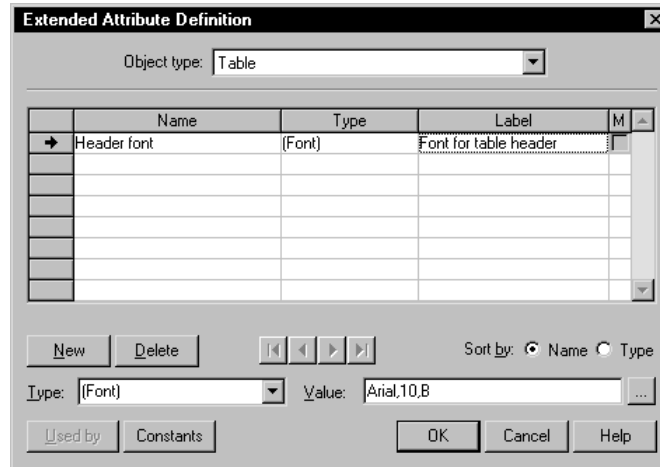 Extended Attribute Definition
Object type: Table
Name Type Label M
Header font (Font) Font for table header
New Delete Sort by: Name Type
Type: (Font) Value: Arial,10,B ...
Used by Constants OK Cancel Help